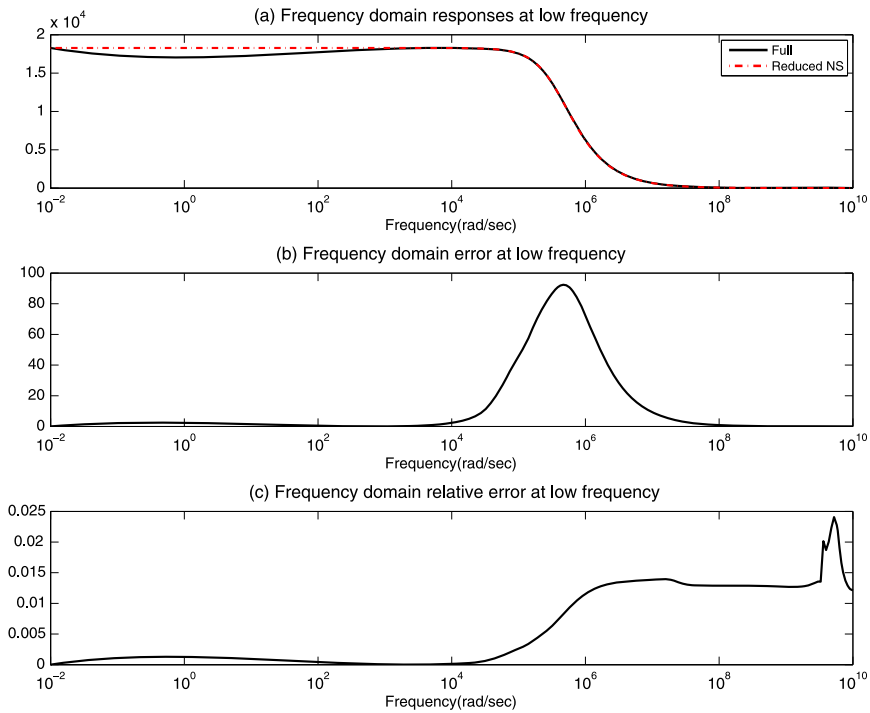 (a) Frequency domain responses at low frequency
x 10^4
2
1.5
1
0.5
0
Full
Reduced NS
10^-2 10^0 10^2 10^4 10^6 10^8 10^10
Frequency(rad/sec)
(b) Frequency domain error at low frequency
100
80
60
40
20
0
10^-2 10^0 10^2 10^4 10^6 10^8 10^10
Frequency(rad/sec)
(c) Frequency domain relative error at low frequency
0.025
0.02
0.015
0.01
0.005
0
10^-2 10^0 10^2 10^4 10^6 10^8 10^10
Frequency(rad/sec)